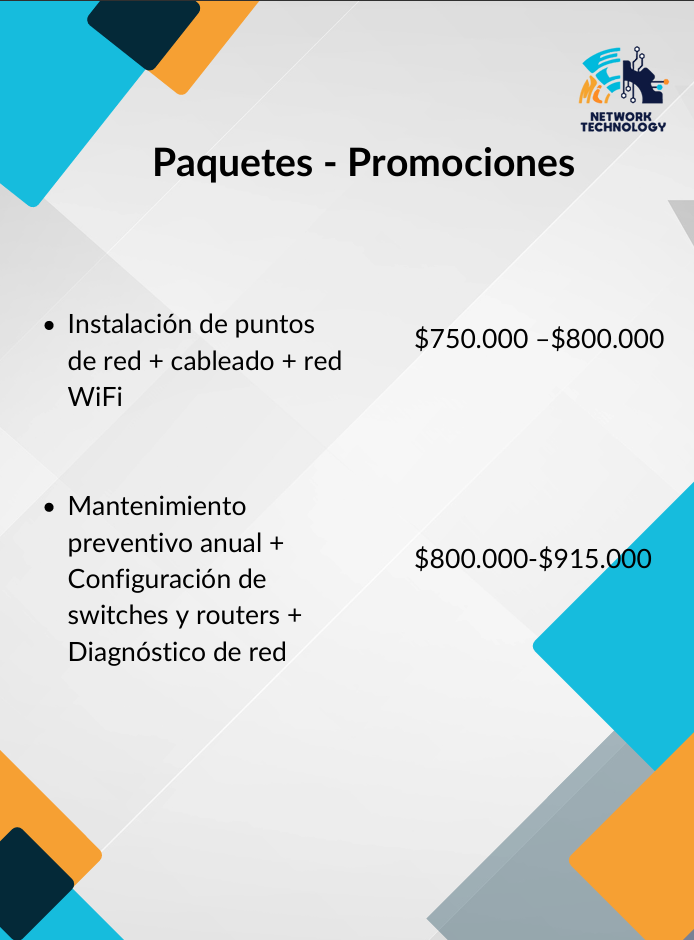 NETWORK
TECHNOLOGY
Paquetes - Promociones
• Instalación de puntos
de red + cableado + red
WiFi
$750.000 –$800.000
• Mantenimiento
preventivo anual +
Configuración de
switches y routers +
Diagnóstico de red
$800.000-$915.000